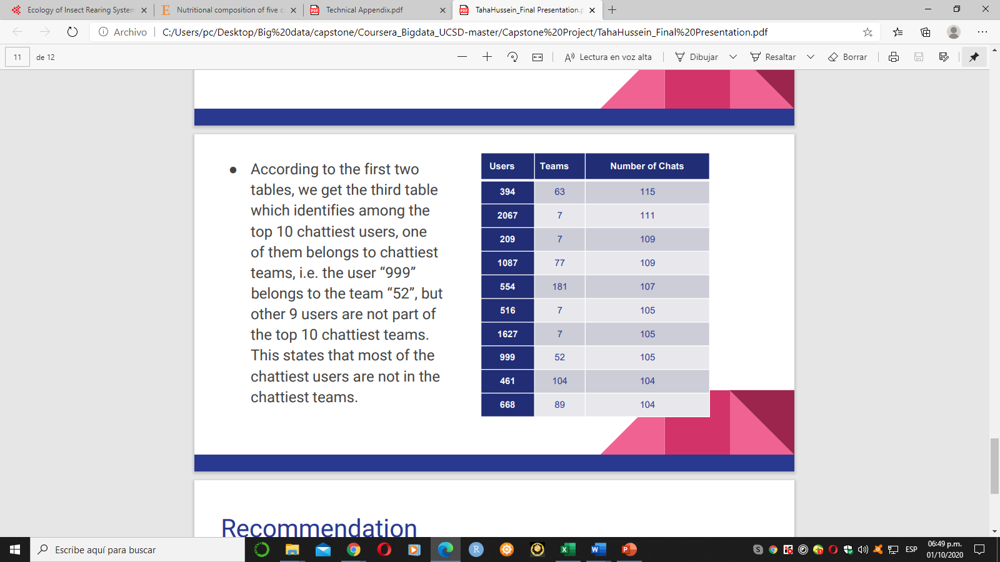 Ecology of Insect Rearing System
Nutritional composition of five c
Technical Appendix.pdf
TahaHussein_Final Presentation.p
Archivo
C:/Users/pc/Desktop/Big%20data/capstone/Coursera_Bigdata_UCSD-master/Capstone%20Project/TahaHussein_Final%20Presentation.pdf
11 de 12
Lectura en voz alta
Dibujar
Resaltar
Borrar
● According to the first two
tables, we get the third table
which identifies among the
top 10 chattiest users, one
of them belongs to chattiest
teams, i.e. the user “999”
belongs to the team “52”, but
other 9 users are not part of
the top 10 chattiest teams.
This states that most of the
chattiest users are not in the
chattiest teams.
Users Teams Number of Chats
394 63 115
2067 7 111
209 7 109
1087 77 109
554 181 107
516 7 105
1627 7 105
999 52 105
461 104 104
668 89 104
Recommendation
Escribe aquí para buscar
ESP
06:49 p.m.
01/10/2020